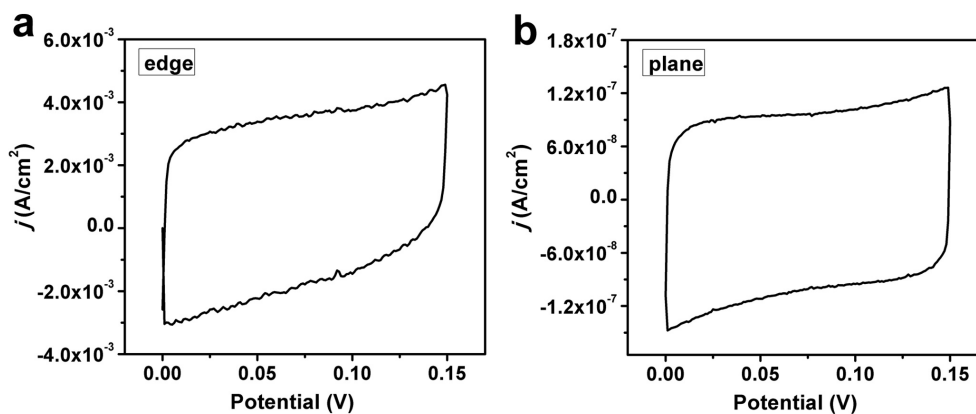 a
edge
6.0x10⁻³
4.0x10⁻³
2.0x10⁻³
0.0
-2.0x10⁻³
-4.0x10⁻³
j (A/cm²)
0.00 0.05 0.10 0.15
Potential (V)
b
plane
1.8x10⁻⁷
1.2x10⁻⁷
6.0x10⁻⁸
0.0
-6.0x10⁻⁸
-1.2x10⁻⁷
j (A/cm²)
0.00 0.05 0.10 0.15
Potential (V)